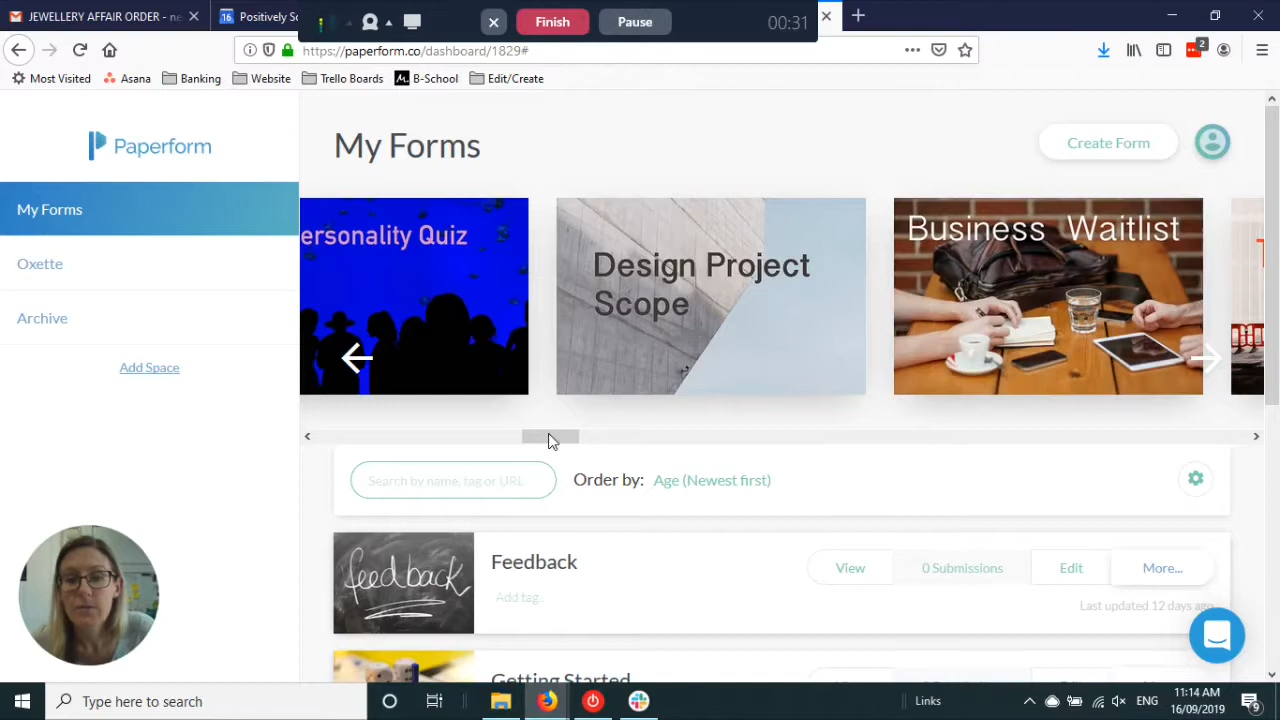 JEWELLERY AFFAIR ORDER - ne
16
Positively Sc
Finish
Pause
00:31
https://paperform.co/dashboard/1829#
2
Most Visited
Asana
Banking
Website
Trello Boards
B-School
Edit/Create
Paperform
My Forms
Create Form
My Forms
ersonality Quiz
Business Waitlist
Design Project
Scope
Oxette
Archive
Add Space
Search by name, tag or URL
Order by: Age (Newest first)
feedback
Feedback
View
0 Submissions
Edit
More...
Add tag..
Last updated 12 days ago
Getting Started
Type here to search
Links
ENG
11:14 AM
16/09/2019
9